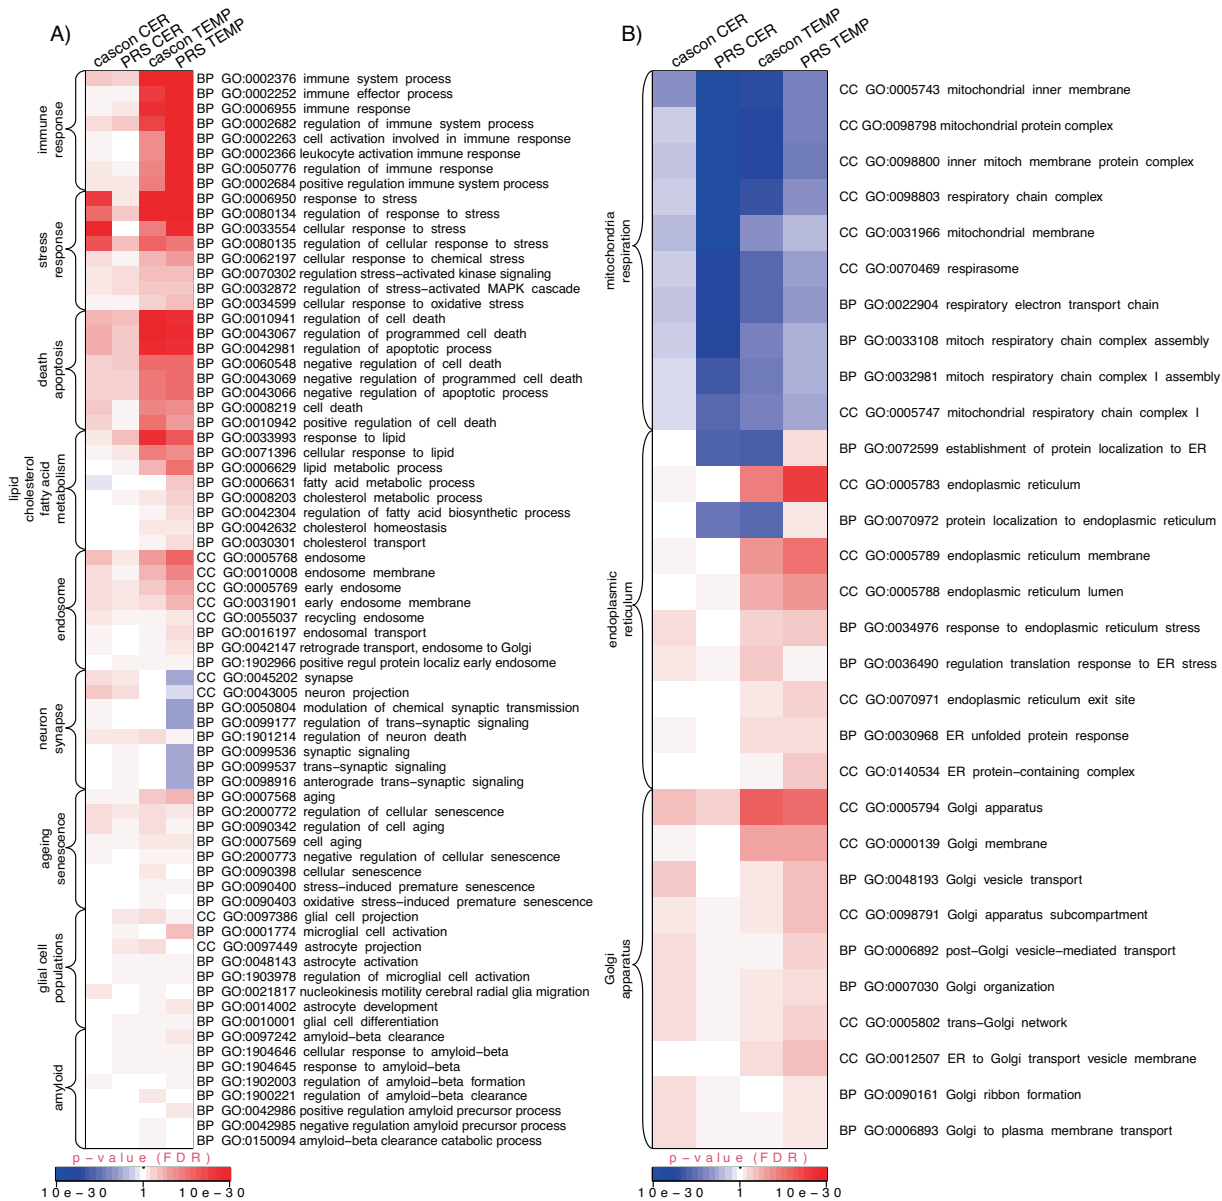 A)
cascon CER
PRS CER
cascon TEMP
PRS TEMP
immune
response
BP GO:0002376 immune system process
BP GO:0002252 immune effector process
BP GO:0006955 immune response
BP GO:0002682 regulation of immune system process
BP GO:0002263 cell activation involved in immune response
BP GO:0002366 leukocyte activation immune response
BP GO:0050776 regulation of immune response
BP GO:0002684 positive regulation immune system process
stress
response
BP GO:0006950 response to stress
BP GO:0080134 regulation of response to stress
BP GO:0033554 cellular response to stress
BP GO:0080135 regulation of cellular response to stress
BP GO:0062197 cellular response to chemical stress
BP GO:0070302 regulation stress−activated kinase signaling
BP GO:0032872 regulation of stress−activated MAPK cascade
BP GO:0034599 cellular response to oxidative stress
death
apoptosis
BP GO:0010941 regulation of cell death
BP GO:0043067 regulation of programmed cell death
BP GO:0042981 regulation of apoptotic process
BP GO:0060548 negative regulation of cell death
BP GO:0043069 negative regulation of programmed cell death
BP GO:0043066 negative regulation of apoptotic process
BP GO:0008219 cell death
BP GO:0010942 positive regulation of cell death
lipid
cholesterol
fatty acid
metabolism
BP GO:0033993 response to lipid
BP GO:0071396 cellular response to lipid
BP GO:0006629 lipid metabolic process
BP GO:0006631 fatty acid metabolic process
BP GO:0008203 cholesterol metabolic process
BP GO:0042304 regulation of fatty acid biosynthetic process
BP GO:0042632 cholesterol homeostasis
BP GO:0030301 cholesterol transport
endosome
CC GO:0005768 endosome
CC GO:0010008 endosome membrane
CC GO:0005769 early endosome
CC GO:0031901 early endosome membrane
CC GO:0055037 recycling endosome
BP GO:0016197 endosomal transport
BP GO:0042147 retrograde transport, endosome to Golgi
BP GO:1902966 positive regul protein localiz early endosome
neuron
synapse
CC GO:0045202 synapse
CC GO:0043005 neuron projection
BP GO:0050804 modulation of chemical synaptic transmission
BP GO:0099177 regulation of trans−synaptic signaling
BP GO:1901214 regulation of neuron death
BP GO:0099536 synaptic signaling
BP GO:0099537 trans−synaptic signaling
BP GO:0098916 anterograde trans−synaptic signaling
ageing
senescence
BP GO:0007568 aging
BP GO:2000772 regulation of cellular senescence
BP GO:0090342 regulation of cell aging
BP GO:0007569 cell aging
BP GO:2000773 negative regulation of cellular senescence
BP GO:0090398 cellular senescence
BP GO:0090400 stress−induced premature senescence
BP GO:0090403 oxidative stress−induced premature senescence
glial cell
populations
CC GO:0097386 glial cell projection
BP GO:0001774 microglial cell activation
CC GO:0097449 astrocyte projection
BP GO:0048143 astrocyte activation
BP GO:1903978 regulation of microglial cell activation
BP GO:0021817 nucleokinesis motility cerebral radial glia migration
BP GO:0014002 astrocyte development
BP GO:0010001 glial cell differentiation
amyloid
BP GO:0097242 amyloid−beta clearance
BP GO:1904646 cellular response to amyloid−beta
BP GO:1904645 response to amyloid−beta
BP GO:1902003 regulation of amyloid−beta formation
BP GO:1900221 regulation of amyloid−beta clearance
BP GO:0042986 positive regulation amyloid precursor process
BP GO:0042985 negative regulation amyloid precursor process
BP GO:0150094 amyloid−beta clearance catabolic process
p−value (FDR)
10e−30 1 10e−30
B)
cascon CER
PRS CER
cascon TEMP
PRS TEMP
mitochondria
respiration
CC GO:0005743 mitochondrial inner membrane
CC GO:0098798 mitochondrial protein complex
CC GO:0098800 inner mitoch membrane protein complex
CC GO:0098803 respiratory chain complex
CC GO:0031966 mitochondrial membrane
CC GO:0070469 respirasome
BP GO:0022904 respiratory electron transport chain
BP GO:0033108 mitoch respiratory chain complex assembly
BP GO:0032981 mitoch respiratory chain complex I assembly
CC GO:0005747 mitochondrial respiratory chain complex I
endoplasmic
reticulum
BP GO:0072599 establishment of protein localization to ER
CC GO:0005783 endoplasmic reticulum
BP GO:0070972 protein localization to endoplasmic reticulum
CC GO:0005789 endoplasmic reticulum membrane
CC GO:0005788 endoplasmic reticulum lumen
BP GO:0034976 response to endoplasmic reticulum stress
BP GO:0036490 regulation translation response to ER stress
CC GO:0070971 endoplasmic reticulum exit site
BP GO:0030968 ER unfolded protein response
CC GO:0140534 ER protein−containing complex
Golgi
apparatus
CC GO:0005794 Golgi apparatus
CC GO:0000139 Golgi membrane
BP GO:0048193 Golgi vesicle transport
CC GO:0098791 Golgi apparatus subcompartment
BP GO:0006892 post−Golgi vesicle−mediated transport
BP GO:0007030 Golgi organization
CC GO:0005802 trans−Golgi network
CC GO:0012507 ER to Golgi transport vesicle membrane
BP GO:0090161 Golgi ribbon formation
BP GO:0006893 Golgi to plasma membrane transport
p−value (FDR)
10e−30 1 10e−30